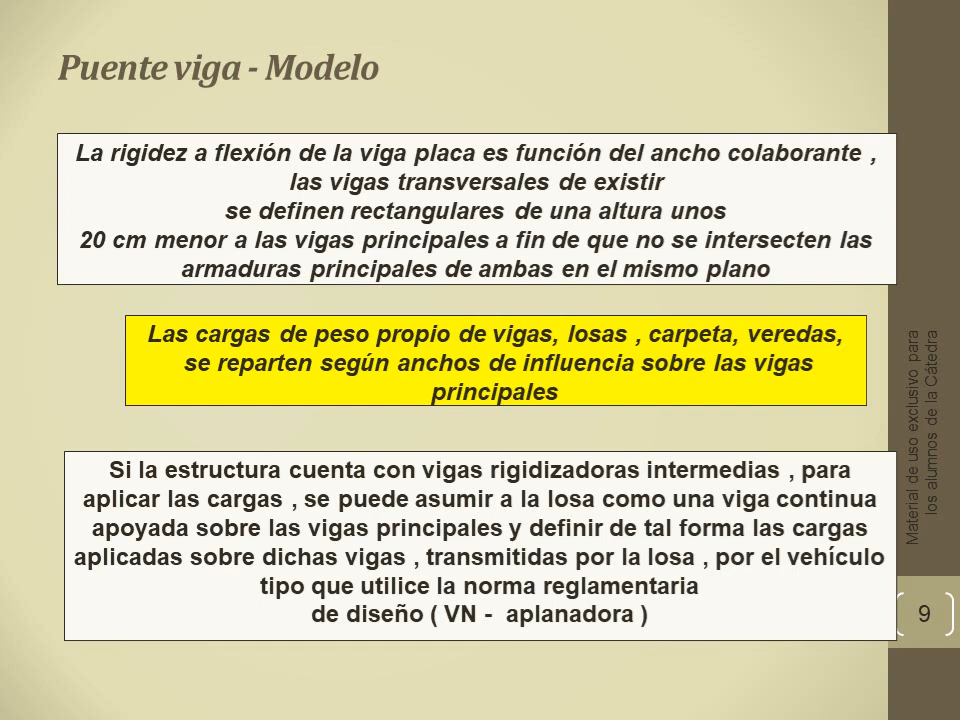 Puente viga - Modelo
La rigidez a flexión de la viga placa es función del ancho colaborante ,
las vigas transversales de existir
se definen rectangulares de una altura unos
20 cm menor a las vigas principales a fin de que no se intersecten las
armaduras principales de ambas en el mismo plano
Las cargas de peso propio de vigas, losas , carpeta, veredas,
se reparten según anchos de influencia sobre las vigas
principales
Si la estructura cuenta con vigas rigidizadoras intermedias , para
aplicar las cargas , se puede asumir a la losa como una viga continua
apoyada sobre las vigas principales y definir de tal forma las cargas
aplicadas sobre dichas vigas , transmitidas por la losa , por el vehículo
tipo que utilice la norma reglamentaria
de diseño ( VN - aplanadora )
Material de uso exclusivo para
los alumnos de la Cátedra
9